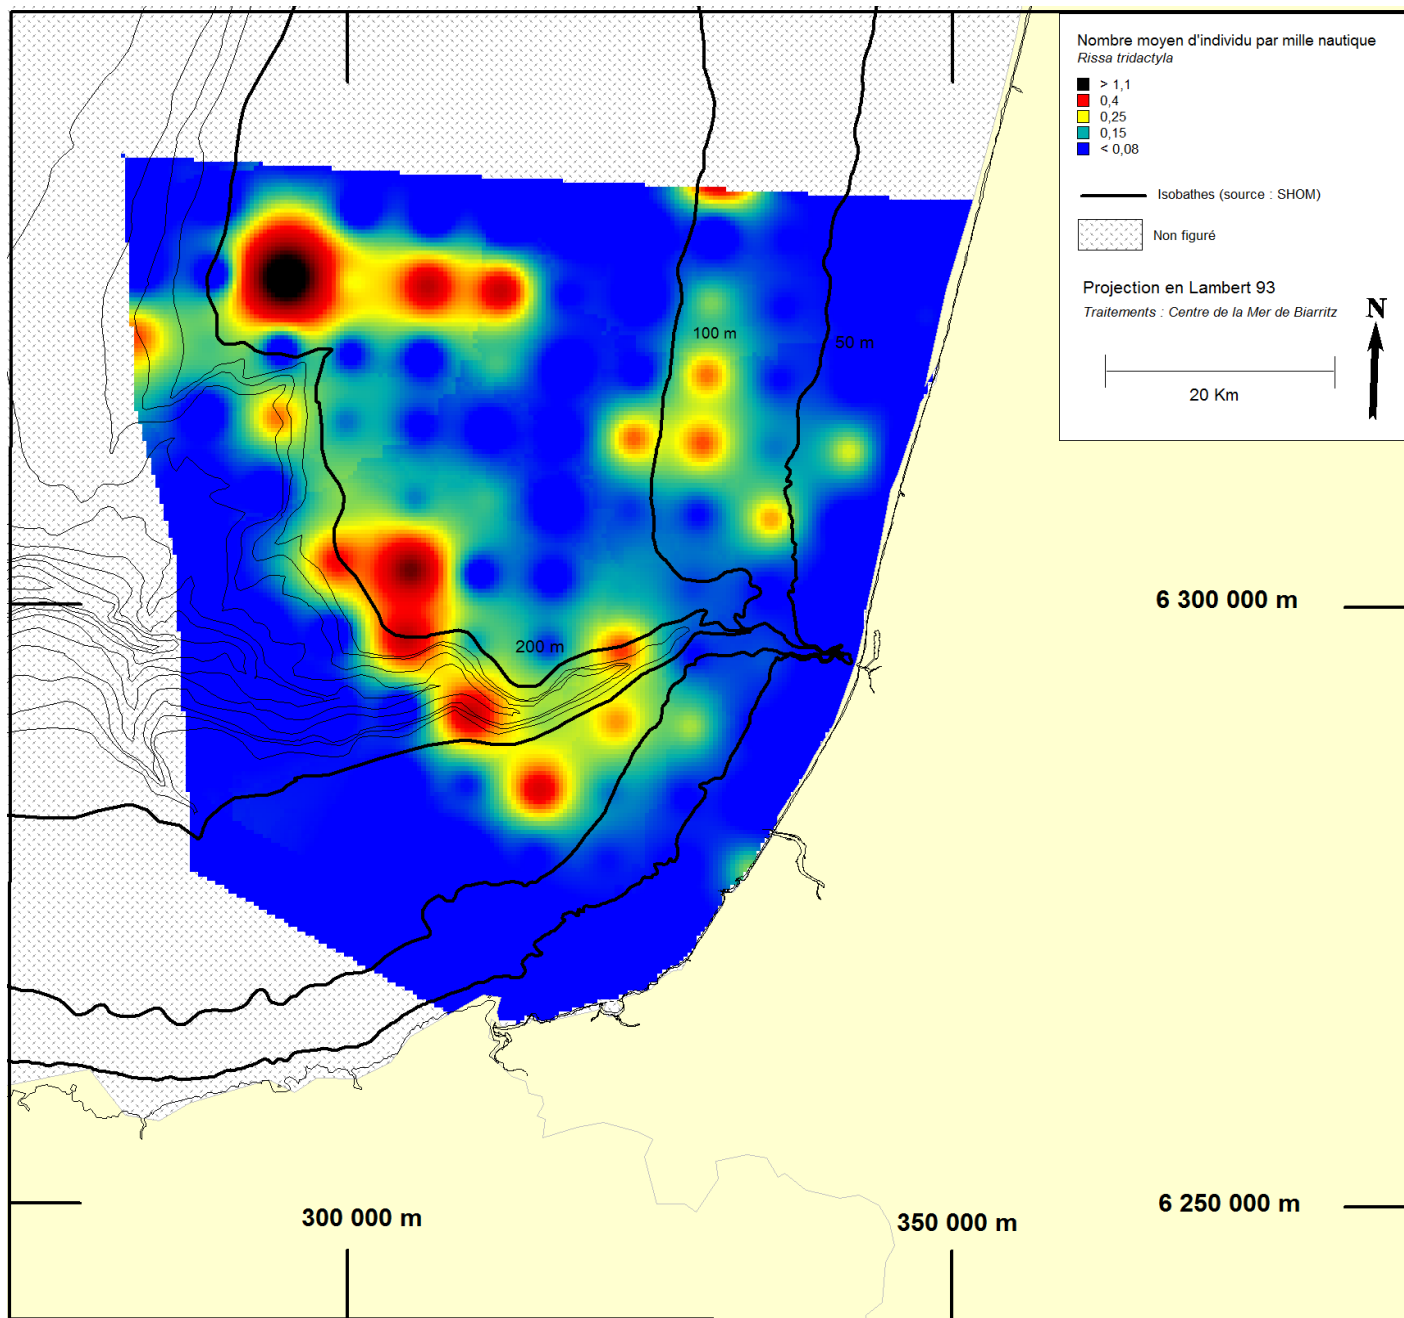 Nombre moyen d'individu par mille nautique
Rissa tridactyla
> 1,1
0,4
0,25
0,15
< 0,08
Isobathes (source : SHOM)
Non figuré
Projection en Lambert 93
Traitements : Centre de la Mer de Biarritz
N
20 Km
100 m
50 m
200 m
6 300 000 m
6 250 000 m
300 000 m
350 000 m